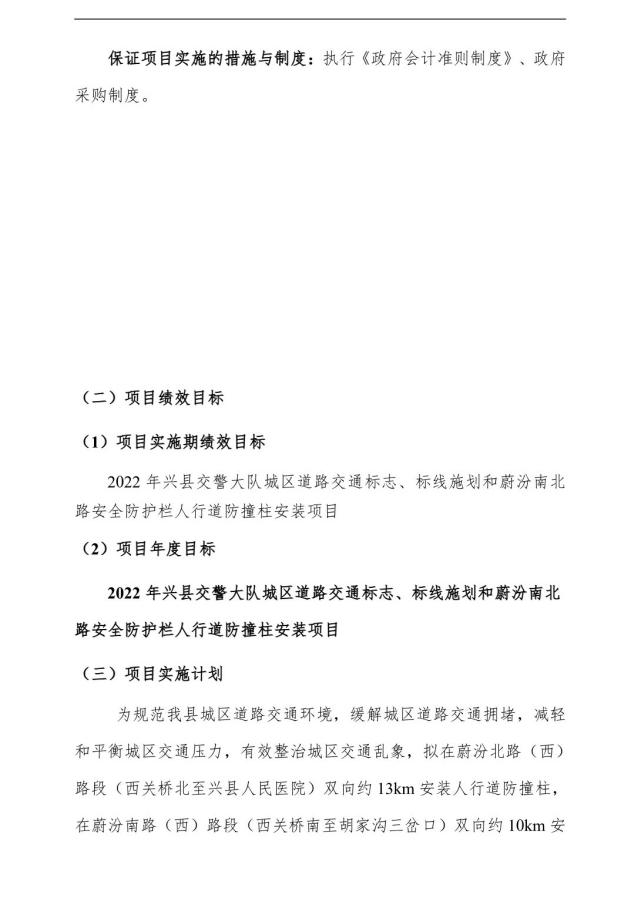 保证项目实施的措施与制度：执行《政府会计准则制度》、政府
采购制度。
（二）项目绩效目标
（1）项目实施期绩效目标
2022 年兴县交警大队城区道路交通标志、标线施划和蔚汾南北
路安全防护栏人行道防撞柱安装项目
（2）项目年度目标
2022 年兴县交警大队城区道路交通标志、标线施划和蔚汾南北
路安全防护栏人行道防撞柱安装项目
（三）项目实施计划
为规范我县城区道路交通环境，缓解城区道路交通拥堵，减轻
和平衡城区交通压力，有效整治城区交通乱象，拟在蔚汾北路（西）
路段（西关桥北至兴县人民医院）双向约 13km 安装人行道防撞柱，
在蔚汾南路（西）路段（西关桥南至胡家沟三岔口）双向约 10km 安